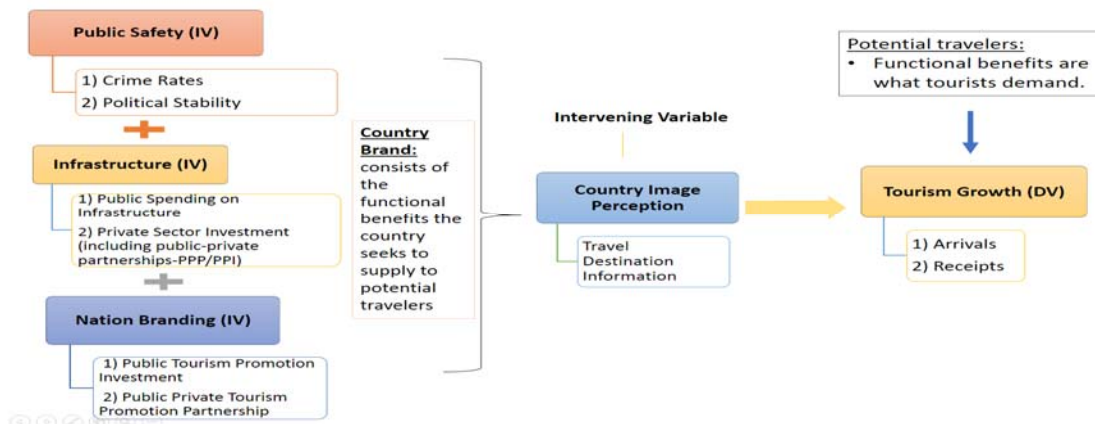 Public Safety (IV)
1) Crime Rates
2) Political Stability
Infrastructure (IV)
1) Public Spending on
Infrastructure
2) Private Sector Investment
(including public-private
partnerships-PPP/PPI)
Nation Branding (IV)
1) Public Tourism Promotion
Investment
2) Public Private Tourism
Promotion Partnership
Country
Brand:
consists of
the
functional
benefits the
country
seeks to
supply to
potential
travelers
Intervening Variable
Country Image
Perception
Travel
Destination
Information
Potential travelers:
• Functional benefits are
what tourists demand.
Tourism Growth (DV)
1) Arrivals
2) Receipts